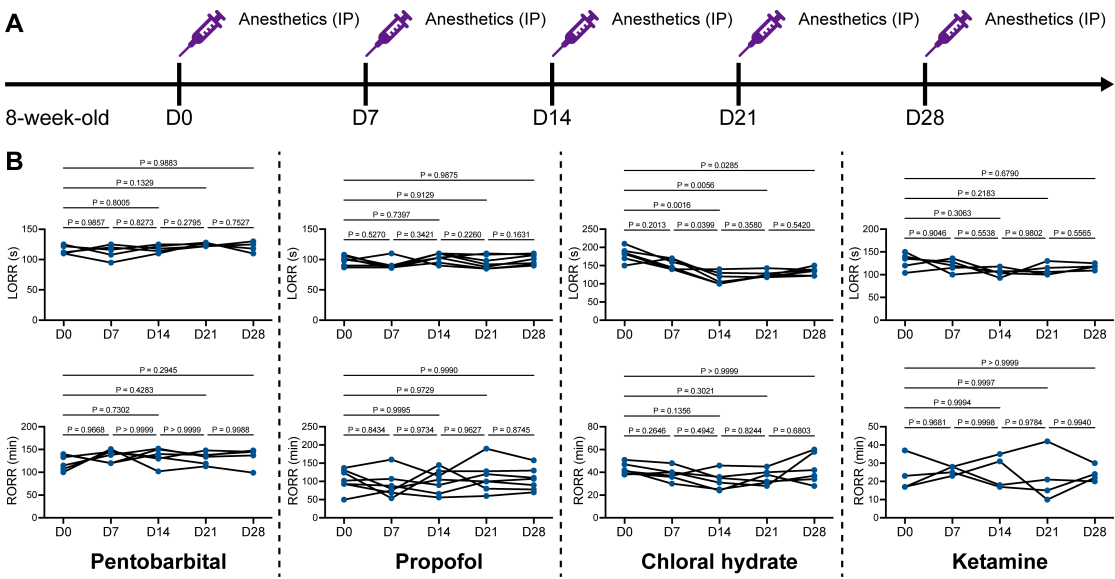 A
Anesthetics (IP) Anesthetics (IP) Anesthetics (IP) Anesthetics (IP) Anesthetics (IP)
8-week-old D0 D7 D14 D21 D28
B
P = 0.9883
P = 0.1329
P = 0.8005
P = 0.9857 P = 0.8273 P = 0.2795 P = 0.7527
LORR (s)
150
100
50
0
D0 D7 D14 D21 D28
P = 0.9875
P = 0.9129
P = 0.7397
P = 0.5270 P = 0.3421 P = 0.2260 P = 0.1631
LORR (s)
150
100
50
0
D0 D7 D14 D21 D28
P = 0.0285
P = 0.0056
P = 0.0016
P = 0.2013 P = 0.0399 P = 0.3580 P = 0.5420
LORR (s)
250
200
150
100
50
0
D0 D7 D14 D21 D28
P = 0.6790
P = 0.2183
P = 0.3063
P = 0.9046 P = 0.5538 P = 0.9802 P = 0.5565
LORR (s)
200
150
100
50
0
D0 D7 D14 D21 D28
P = 0.2945
P = 0.4283
P = 0.7302
P = 0.9668 P > 0.9999 P > 0.9999 P = 0.9988
RORR (min)
200
150
100
50
0
D0 D7 D14 D21 D28
Pentobarbital
P = 0.9990
P = 0.9729
P = 0.9995
P = 0.8434 P = 0.9734 P = 0.9627 P = 0.8745
RORR (min)
250
200
150
100
50
0
D0 D7 D14 D21 D28
Propofol
P > 0.9999
P = 0.3021
P = 0.1356
P = 0.2646 P = 0.4942 P = 0.8244 P = 0.6803
RORR (min)
80
60
40
20
0
D0 D7 D14 D21 D28
Chloral hydrate
P > 0.9999
P = 0.9997
P = 0.9994
P = 0.9681 P = 0.9998 P = 0.9784 P = 0.9940
RORR (min)
50
40
30
20
10
0
D0 D7 D14 D21 D28
Ketamine